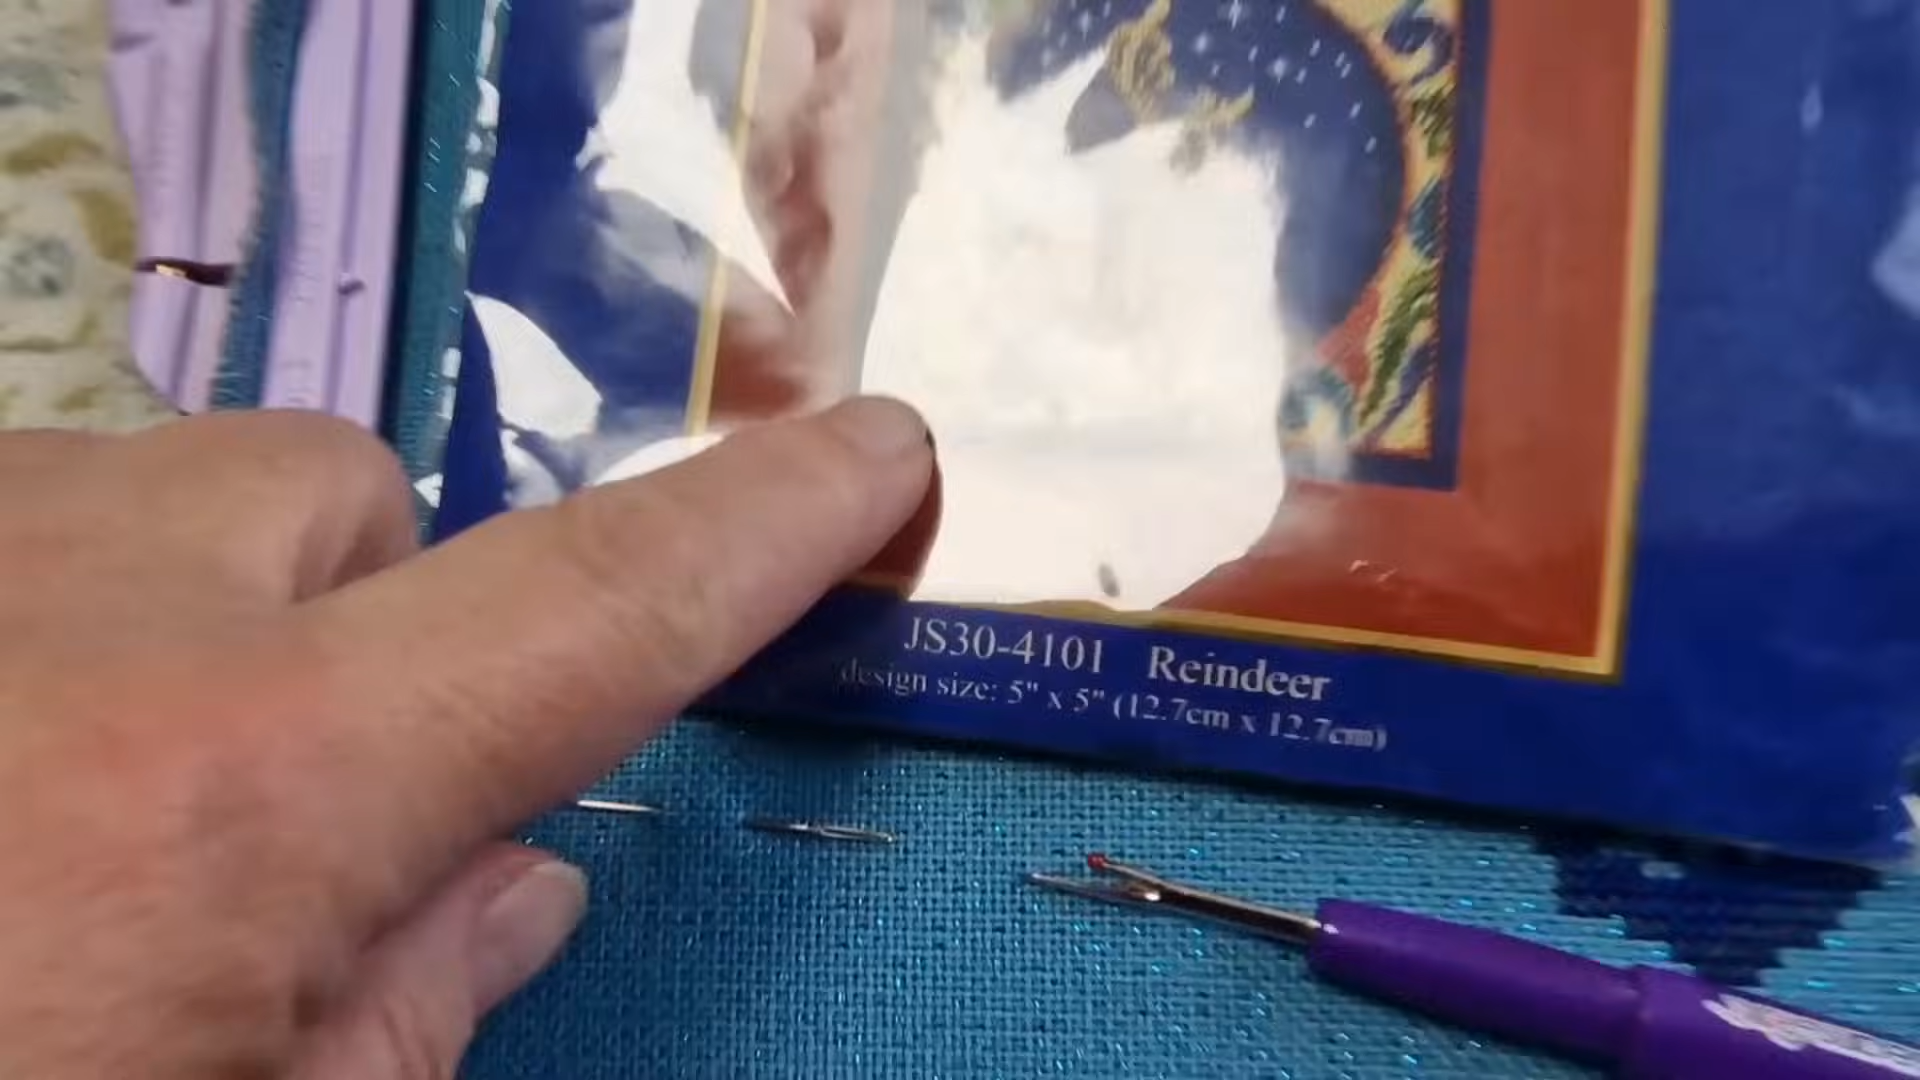 JS30-4101 Reindeer
design size: 5" x 5" (12.7cm x 12.7cm)